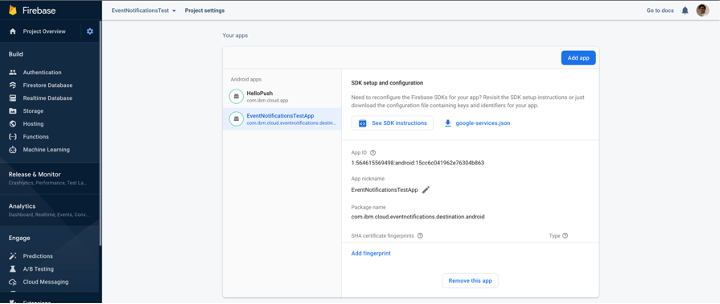 Firebase
EventNotificationsTest
Project settings
Go to docs
Project Overview
Your apps
Build
Authentication
Firestore Database
Realtime Database
Storage
Hosting
Functions
Machine Learning
Release & Monitor
Crashlytics, Performance, Test La...
Analytics
Dashboard, Realtime, Events, Conv...
Engage
Predictions
A/B Testing
Cloud Messaging
Add app
Android apps
HelloPush
com.ibm.cloud.app
EventNotificationsTestApp
com.ibm.cloud.eventnotifications.destin...
SDK setup and configuration
Need to reconfigure the Firebase SDKs for your app? Revisit the SDK setup instructions or just
download the configuration file containing keys and identifiers for your app.
See SDK instructions
google-services.json
App ID
1:564615569498:android:15cc6c041962e76304b863
App nickname
EventNotificationsTestApp
Package name
com.ibm.cloud.eventnotifications.destination.android
SHA certificate fingerprints
Type
Add fingerprint
Remove this app